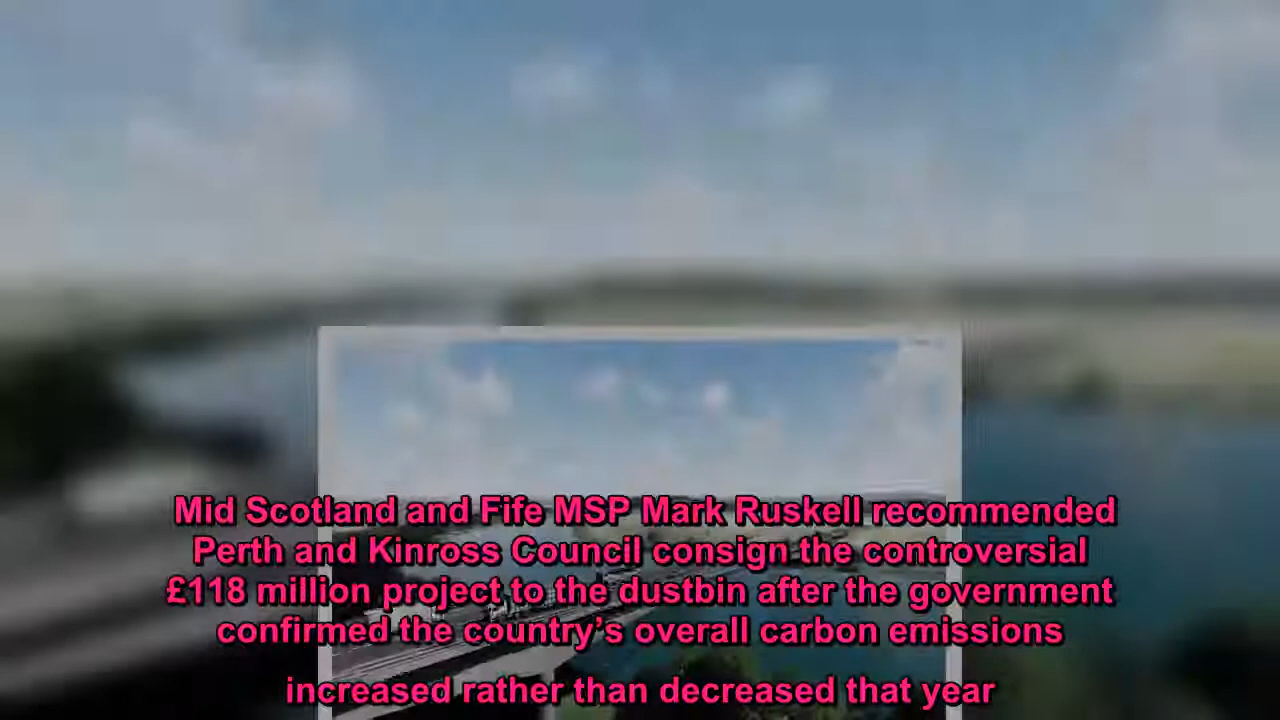 Mid Scotland and Fife MSP Mark Ruskell recommended
Perth and Kinross Council consign the controversial
£118 million project to the dustbin after the government
confirmed the country’s overall carbon emissions
increased rather than decreased that year